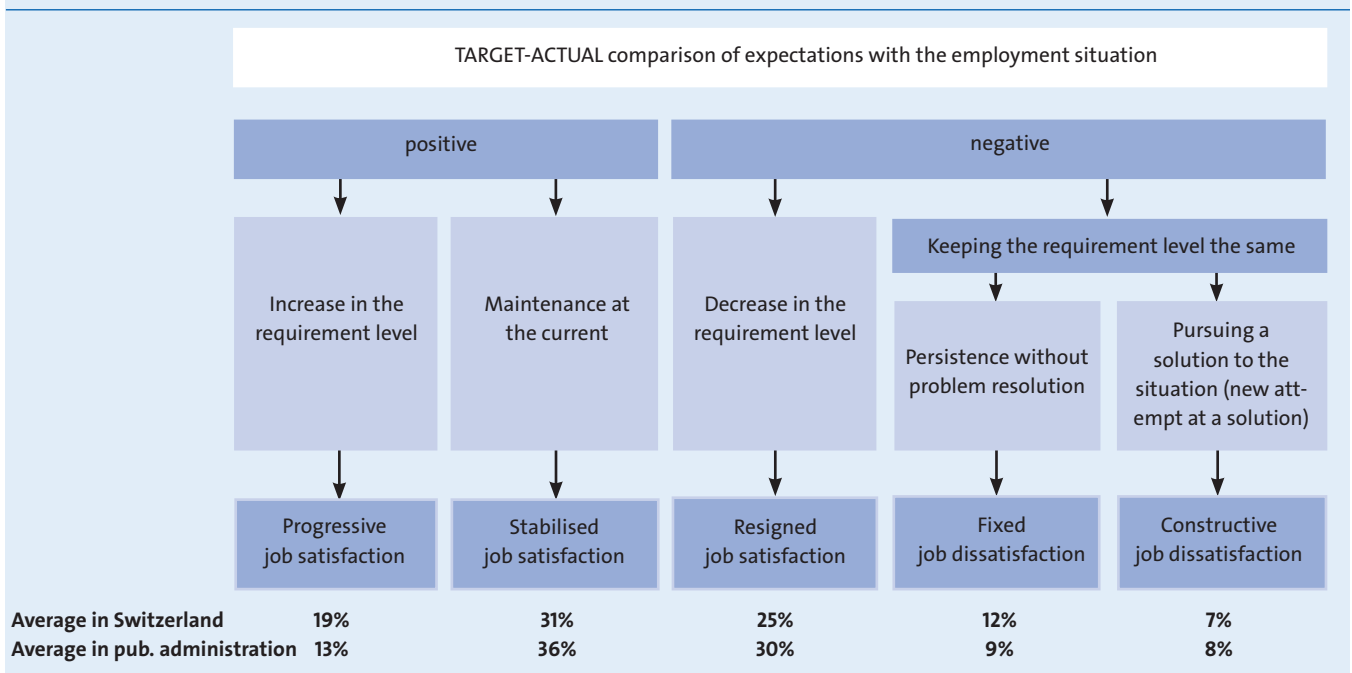 TARGET-ACTUAL comparison of expectations with the employment situation
positive
negative
Increase in the
requirement level
Maintenance at
the current
Decrease in the
requirement level
Keeping the requirement level the same
Persistence without
problem resolution
Pursuing a
solution to the
situation (new att-
empt at a solution)
Progressive
job satisfaction
Stabilised
job satisfaction
Resigned
job satisfaction
Fixed
job dissatisfaction
Constructive
job dissatisfaction
Average in Switzerland 19% 31% 25% 12% 7%
Average in pub. administration 13% 36% 30% 9% 8%